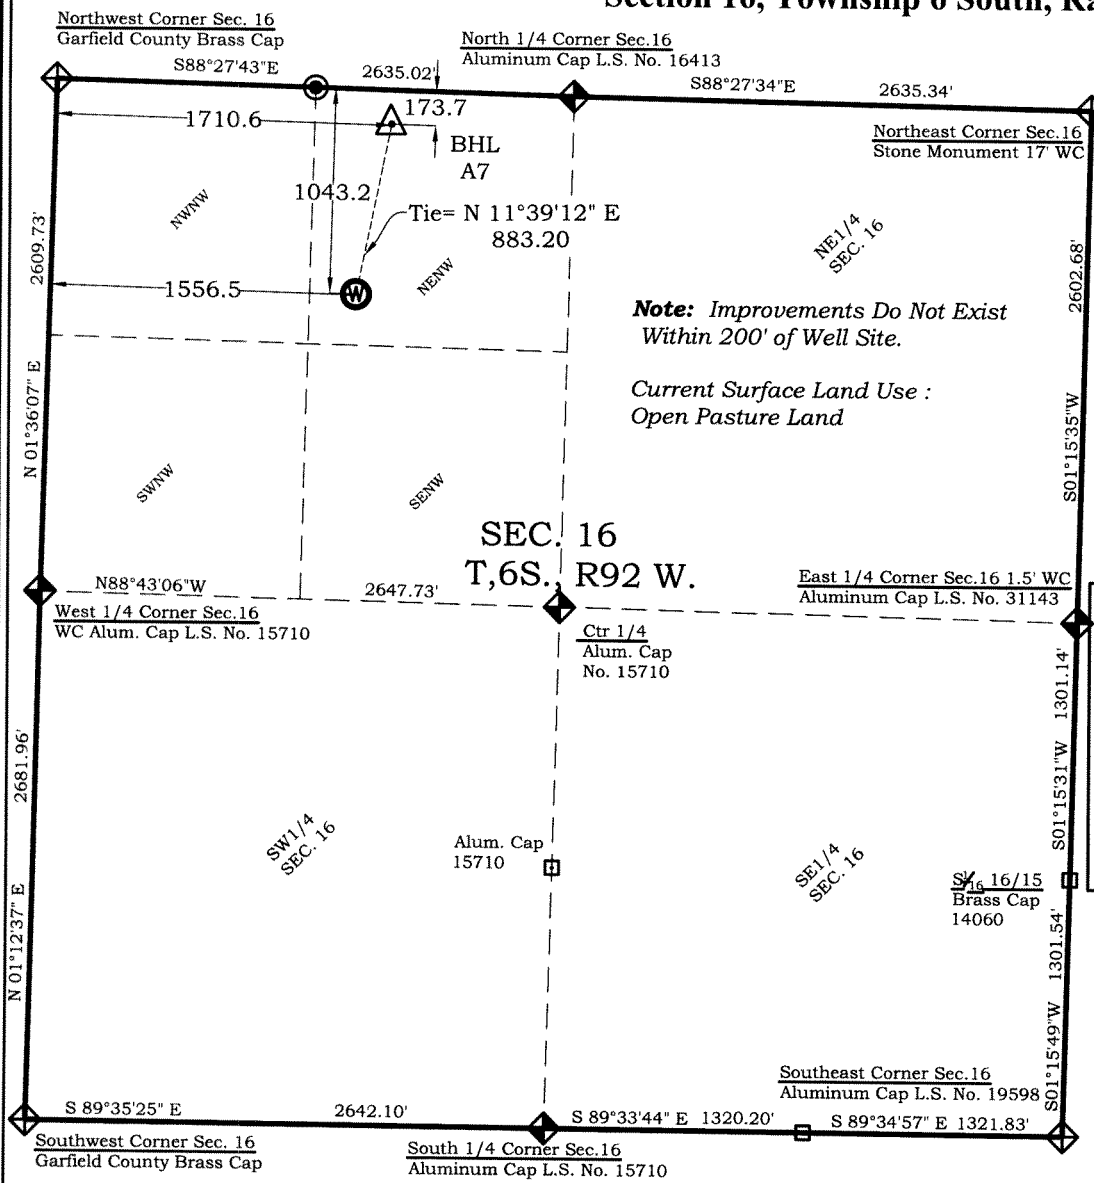 Section 16, Township 6 South, Ra
Northwest Corner Sec. 16
Garfield County Brass Cap
North 1/4 Corner Sec.16
Aluminum Cap L.S. No. 16413
S88°27'43"E
2635.02'
S88°27'34"E
2635.34'
1710.6
173.7
BHL
A7
Northeast Corner Sec.16
Stone Monument 17' WC
NWNW
1043.2
Tie= N 11°39'12" E
883.20
NE1/4
SEC. 16
2609.73'
2602.68'
1556.5
W
NENW
Note: Improvements Do Not Exist
Within 200' of Well Site.
Current Surface Land Use :
Open Pasture Land
N 01°36'07" E
S01°15'35"W
SWNW
SENW
SEC. 16
T,6S., R92 W.
N88°43'06"W
2647.73'
East 1/4 Corner Sec.16 1.5' WC
Aluminum Cap L.S. No. 31143
West 1/4 Corner Sec.16
WC Alum. Cap L.S. No. 15710
Ctr 1/4
Alum. Cap
No. 15710
1301.14'
2681.96'
S01°15'31"W
SW1/4
SEC. 16
Alum. Cap
15710
SE1/4
SEC. 16
S1/16 16/15
Brass Cap
14060
N 01°12'37" E
1301.54'
S01°15'49"W
Southeast Corner Sec.16
Aluminum Cap L.S. No. 19598
S 89°35'25" E
2642.10'
S 89°33'44" E 1320.20'
S 89°34'57" E 1321.83'
Southwest Corner Sec. 16
Garfield County Brass Cap
South 1/4 Corner Sec.16
Aluminum Cap L.S. No. 15710